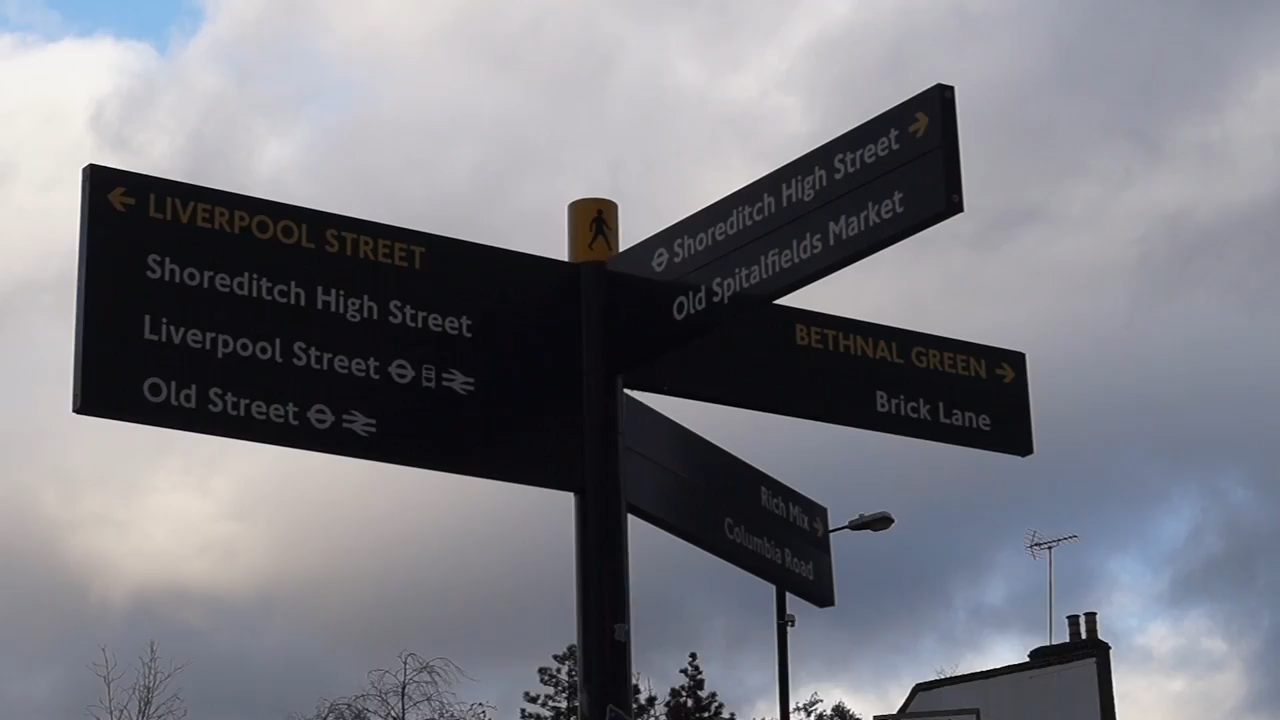 LIVERPOOL STREET
Shoreditch High Street
Liverpool Street
Old Street
Shoreditch High Street
Old Spitalfields Market
BETHNAL GREEN
Brick Lane
Rich Mix
Columbia Road